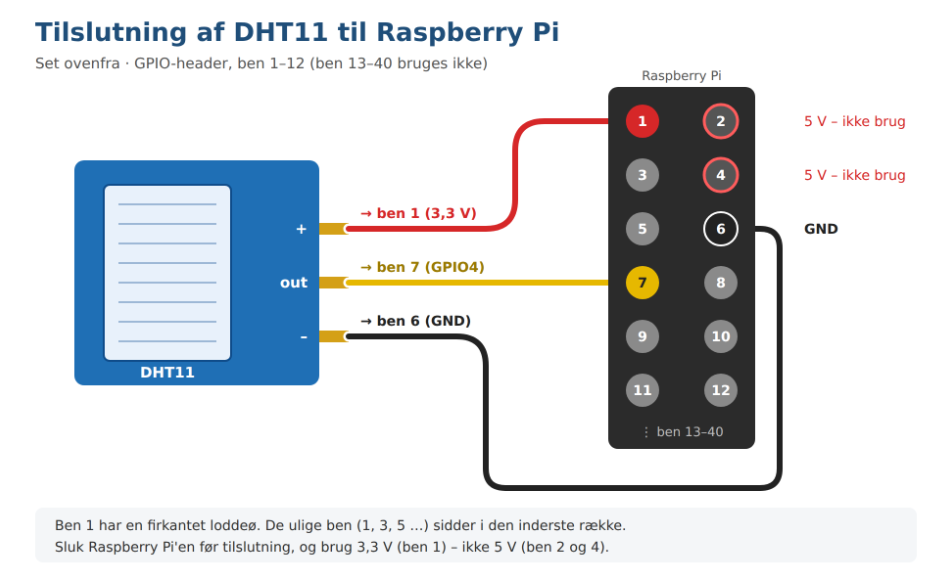 Tilslutning af DHT11 til Raspberry Pi
Set ovenfra · GPIO-header, ben 1–12 (ben 13–40 bruges ikke)
Raspberry Pi
1 2 5 V – ikke brug
3 4 5 V – ikke brug
→ ben 1 (3,3 V)
+ 5 6 GND
→ ben 7 (GPIO4)
out 7 8
→ ben 6 (GND)
– 9 10
DHT11
11 12
⋮ ben 13–40
Ben 1 har en firkantet loddeø. De ulige ben (1, 3, 5 …) sidder i den inderste række.
Sluk Raspberry Pi'en før tilslutning, og brug 3,3 V (ben 1) – ikke 5 V (ben 2 og 4).